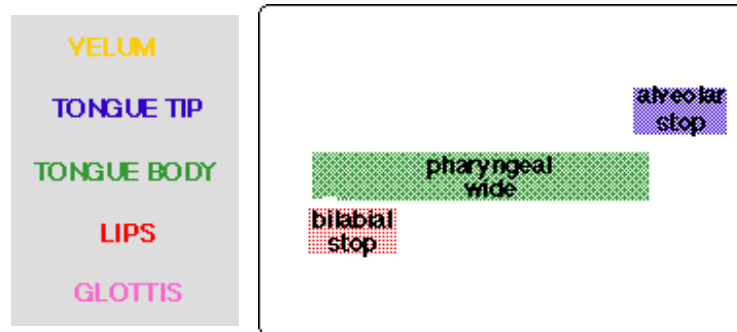 VELUM
TONGUE TIP
TONGUE BODY
LIPS
GLOTTIS
alveolar
stop
pharyngeal
wide
bilabial
stop